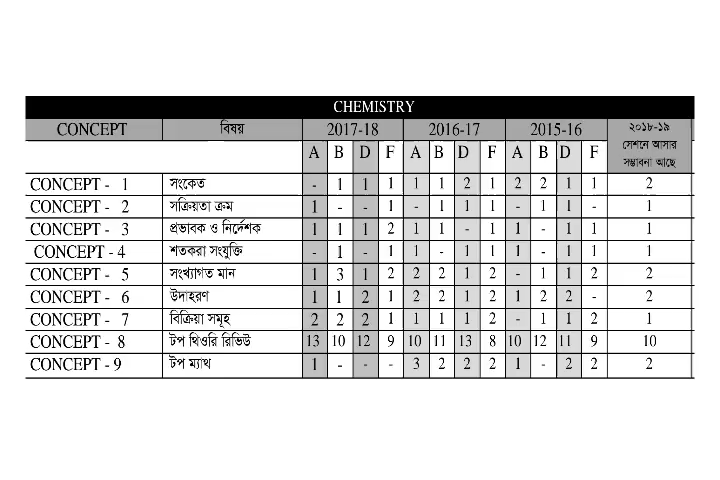 CHEMISTRY
CONCEPT বিষয় 2017-18 2016-17 2015-16 ২০১৮-১৯ সেশনে আসার সম্ভাবনা আছে
A B D F A B D F A B D F
CONCEPT - 1 সংকেত - 1 1 1 1 1 2 1 2 2 1 1 2
CONCEPT - 2 সক্রিয়তা ক্রম 1 - - 1 - 1 1 1 - 1 1 - 1
CONCEPT - 3 প্রভাবক ও নির্দেশক 1 1 1 2 1 1 - 1 1 - 1 1 1
CONCEPT - 4 শতকরা সংযুক্তি - 1 - 1 1 - 1 1 1 - 1 1 1
CONCEPT - 5 সংখ্যাগত মান 1 3 1 2 2 2 1 2 - 1 1 2 2
CONCEPT - 6 উদাহরণ 1 1 2 1 2 2 1 2 1 2 2 - 2
CONCEPT - 7 বিক্রিয়া সমূহ 2 2 2 1 1 1 1 2 - 1 1 2 1
CONCEPT - 8 টপ থিওরি রিভিউ 13 10 12 9 10 11 13 8 10 12 11 9 10
CONCEPT - 9 টপ ম্যাথ 1 - - - 3 2 2 2 1 - 2 2 2